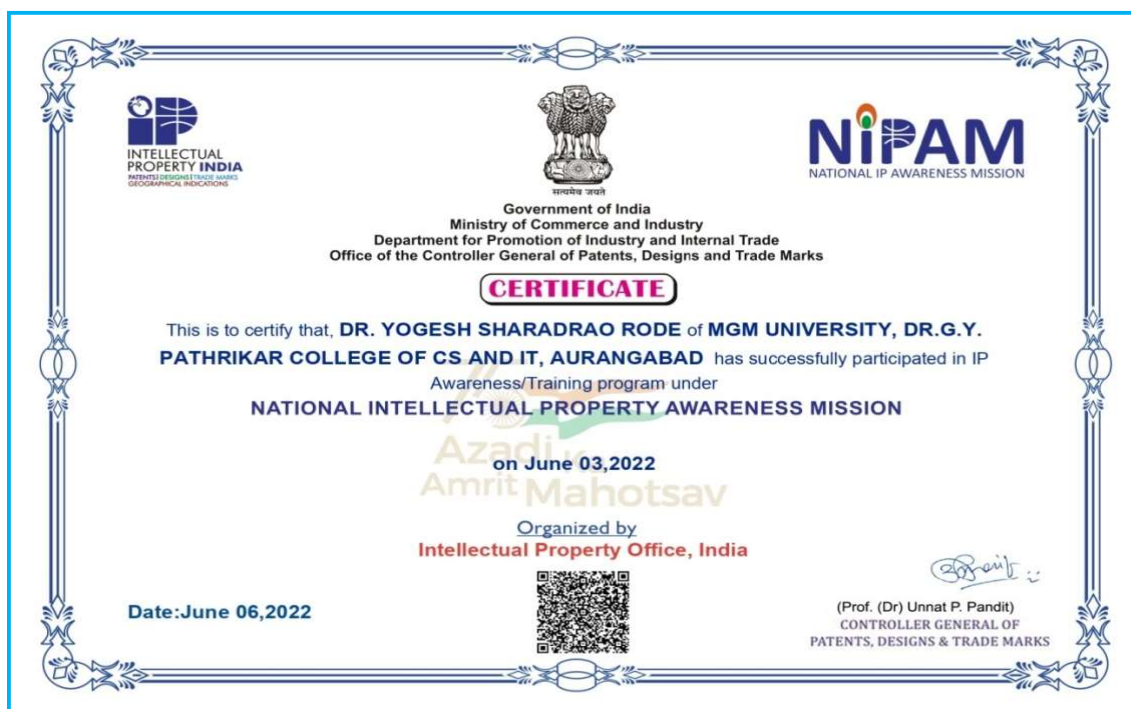 INTELLECTUAL
PROPERTY INDIA
PATENTS | DESIGNS | TRADE MARKS
GEOGRAPHICAL INDICATIONS
सत्यमेव जयते
NiPAM
NATIONAL IP AWARENESS MISSION
Government of India
Ministry of Commerce and Industry
Department for Promotion of Industry and Internal Trade
Office of the Controller General of Patents, Designs and Trade Marks
CERTIFICATE
This is to certify that, DR. YOGESH SHARADRAO RODE of MGM UNIVERSITY, DR.G.Y.
PATHRIKAR COLLEGE OF CS AND IT, AURANGABAD has successfully participated in IP
Awareness/Training program under
NATIONAL INTELLECTUAL PROPERTY AWARENESS MISSION
Azadi Ka
Amrit Mahotsav
on June 03,2022
Organized by
Intellectual Property Office, India
Date:June 06,2022
(Prof. (Dr) Unnat P. Pandit)
CONTROLLER GENERAL OF
PATENTS, DESIGNS & TRADE MARKS